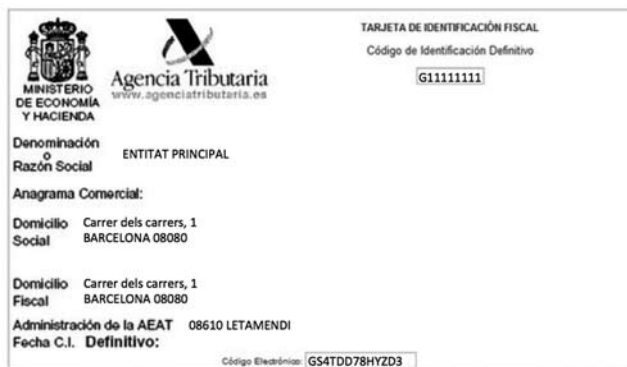 TARJETA DE IDENTIFICACIÓN FISCAL
Código de Identificación Definitivo
G11111111
MINISTERIO
DE ECONOMÍA
Y HACIENDA
Agencia Tributaria
www.agenciatributaria.es
Denominación
o
Razón Social
ENTITAT PRINCIPAL
Anagrama Comercial:
Domicilio
Social
Carrer dels carrers, 1
BARCELONA 08080
Domicilio
Fiscal
Carrer dels carrers, 1
BARCELONA 08080
Administración de la AEAT 08610 LETAMENDI
Fecha C.I. Definitivo:
Código Electrónico: GS4TDD78HYZD3